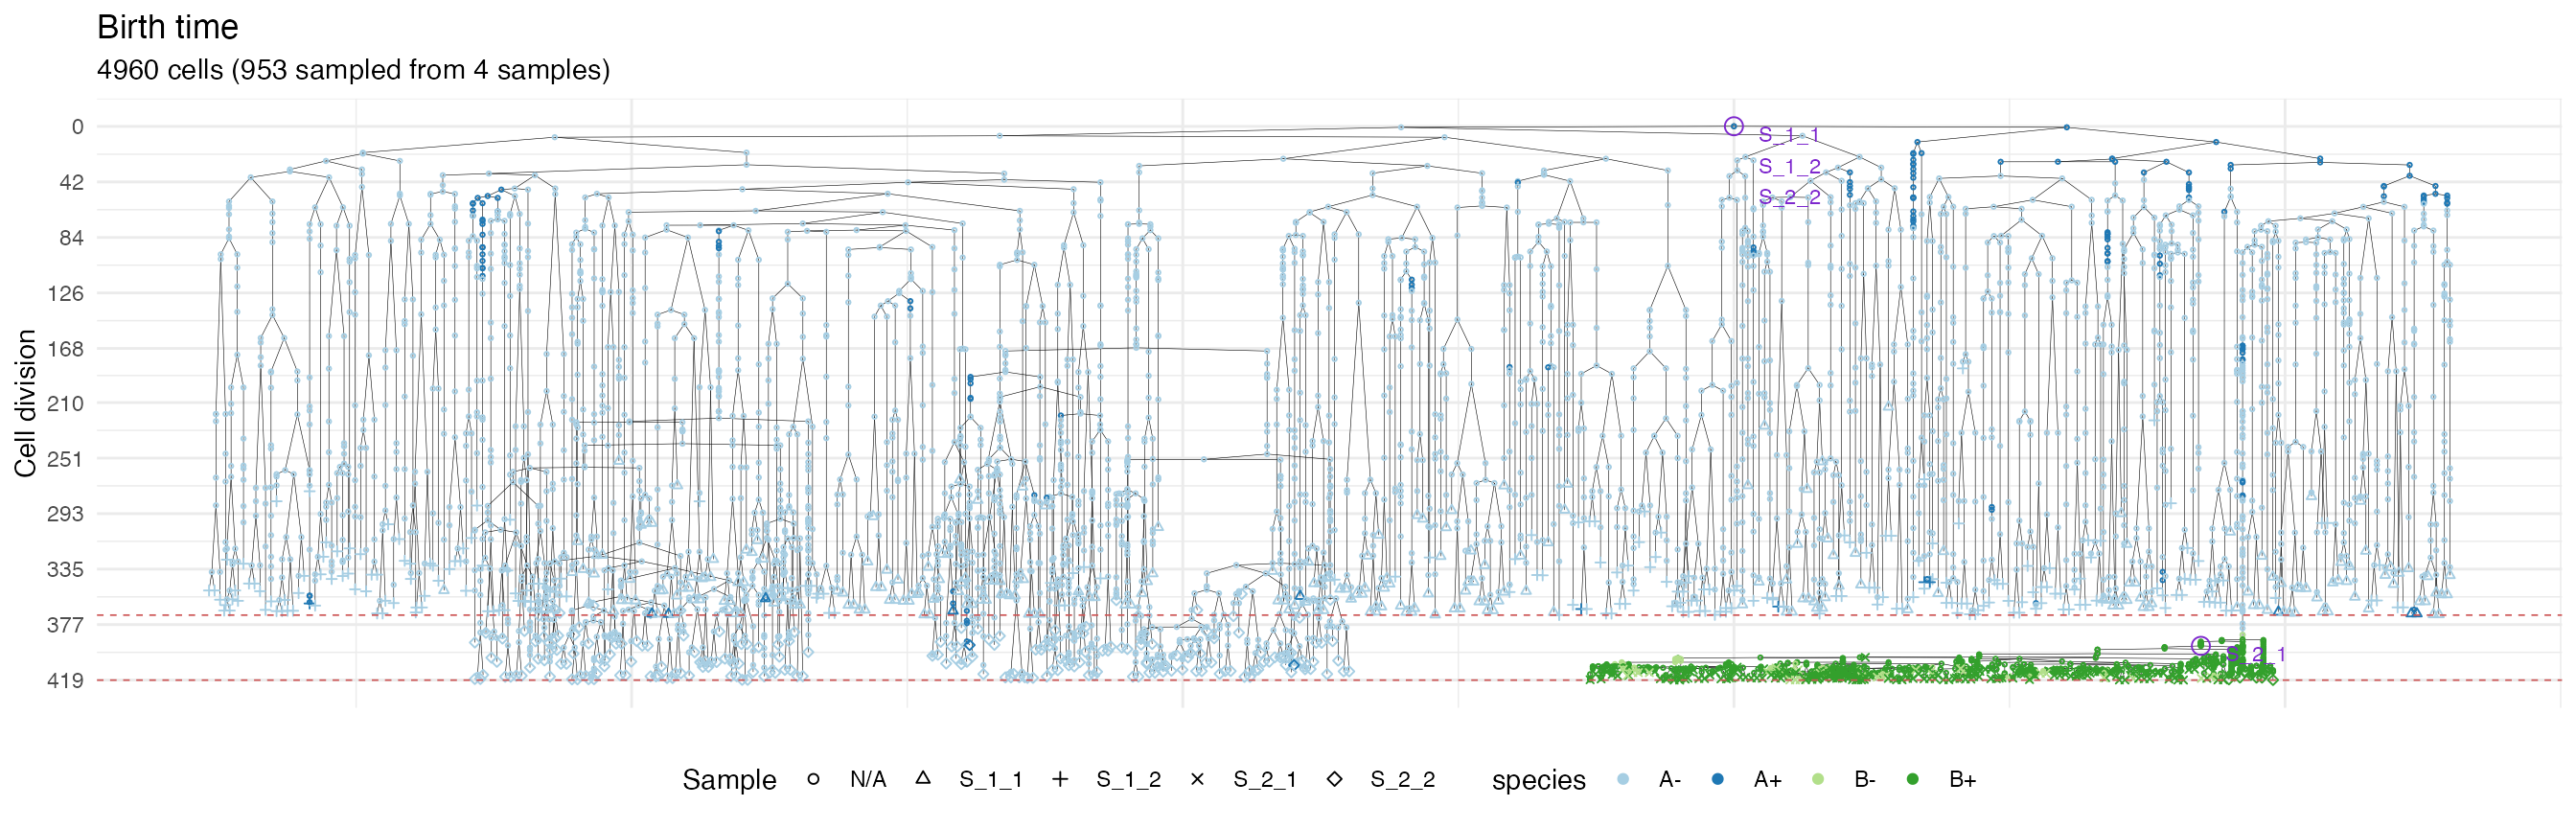 Birth time
4960 cells (953 sampled from 4 samples)
Cell division
0
42
84
126
168
210
251
293
335
377
419
S_1_1
S_1_2
S_2_2
S_2_1
Sample N/A S_1_1 S_1_2 S_2_1 S_2_2 species A- A+ B- B+